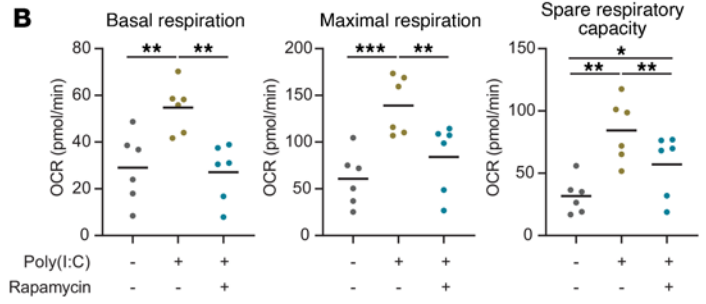 B
Basal respiration
** **
OCR (pmol/min)
80
60
40
20
0
Maximal respiration
*** **
OCR (pmol/min)
200
150
100
50
0
Spare respiratory
capacity
*
** **
OCR (pmol/min)
150
100
50
0
Poly(I:C) - + + - + + - + +
Rapamycin - - + - - + - - +